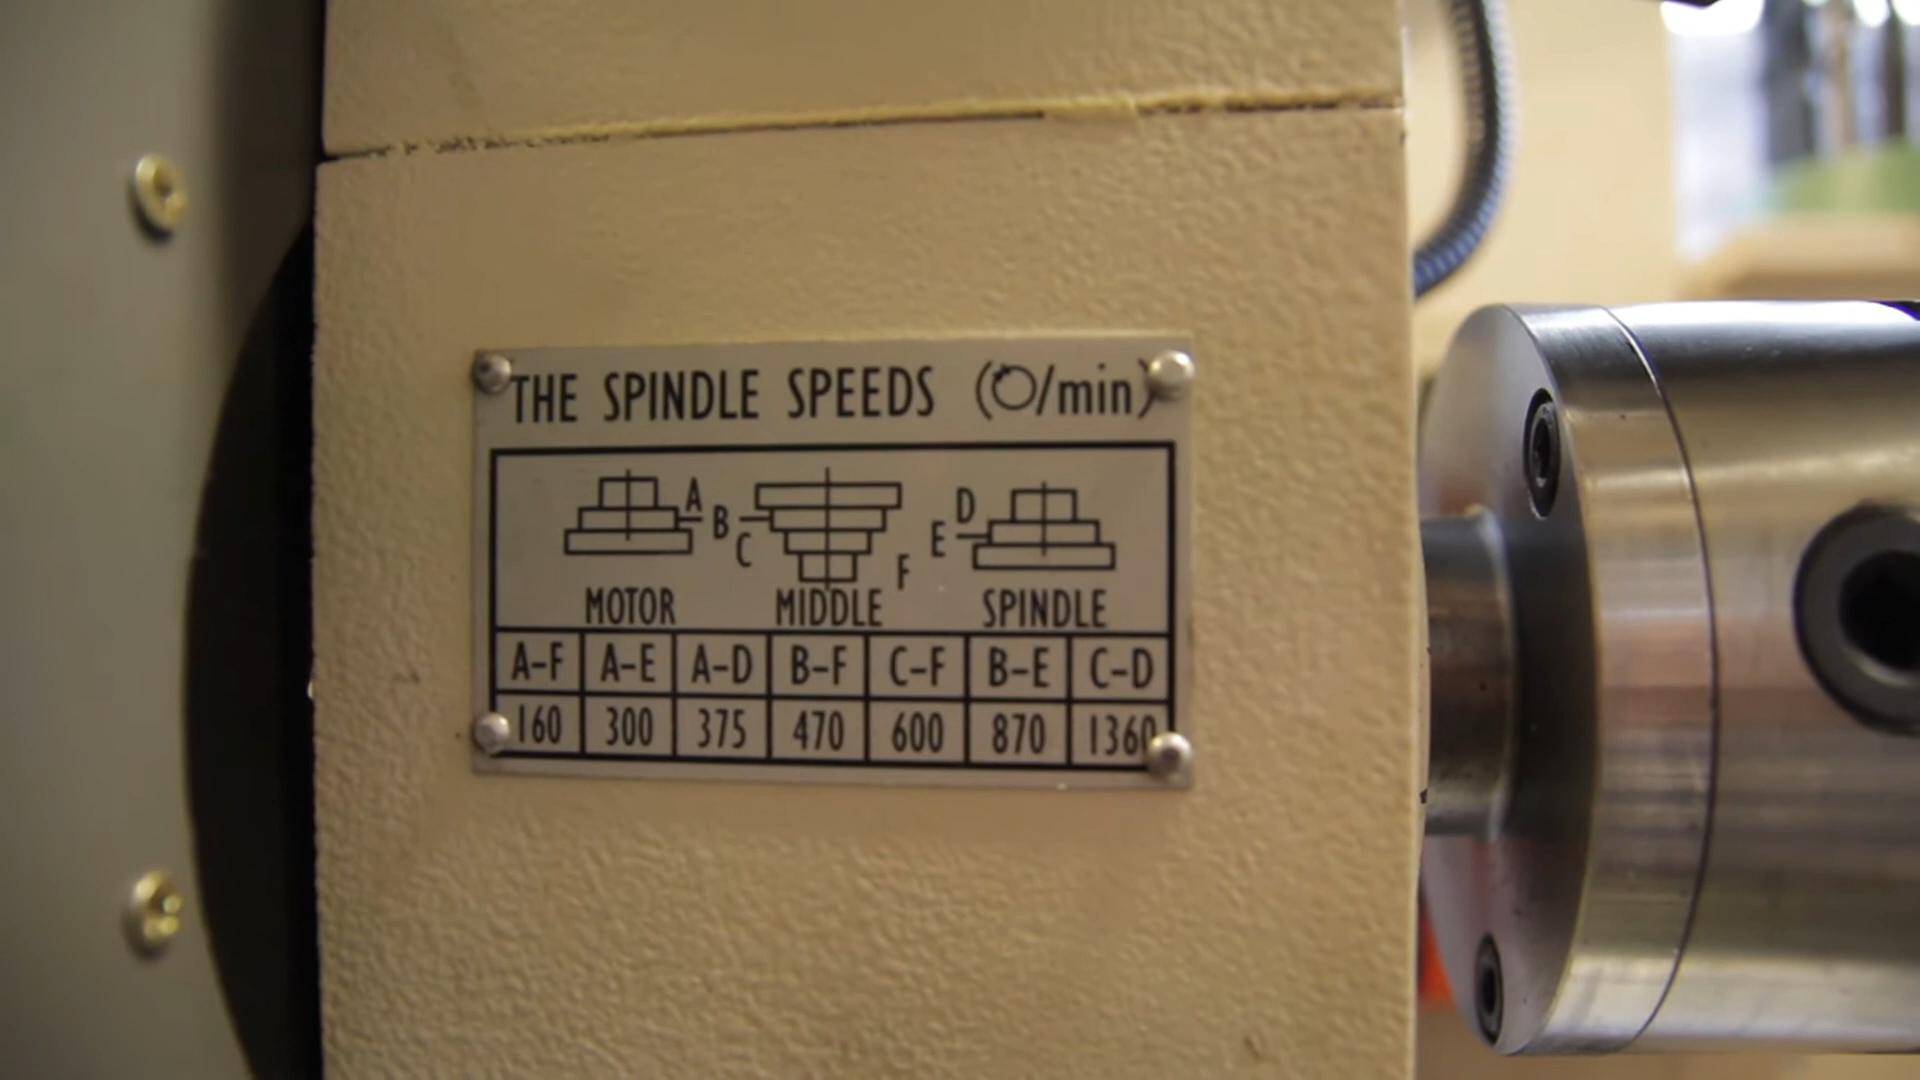 THE SPINDLE SPEEDS (/min)
A B C D E F
MOTOR MIDDLE SPINDLE
A-F A-E A-D B-F C-F B-E C-D
160 300 375 470 600 870 1360